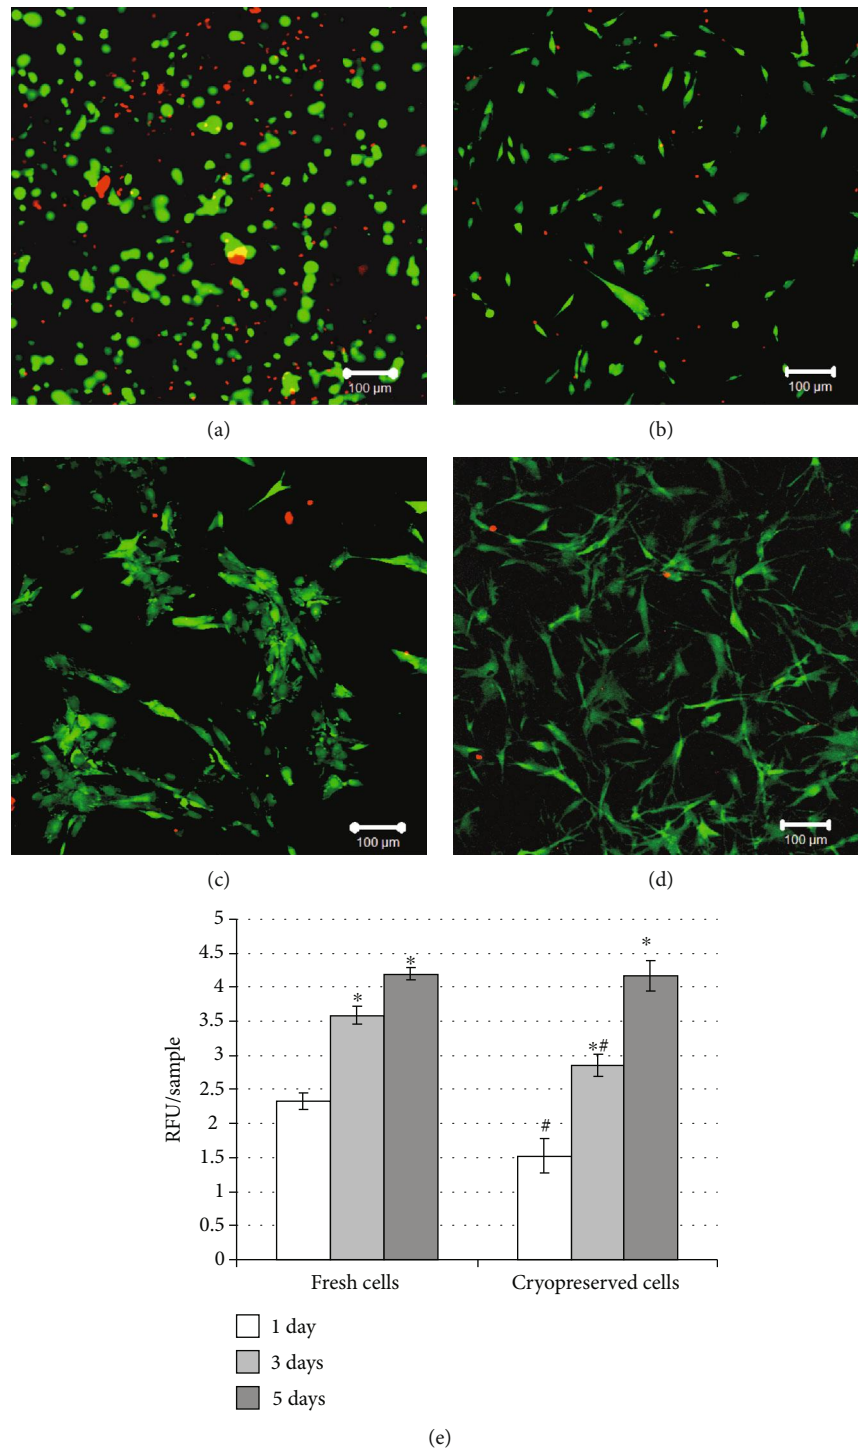 100 µm
100 µm
(a)
(b)
100 µm
100 µm
(c)
(d)
5
4.5
4
3.5
3
2.5
2
1.5
1
0.5
0
RFU/sample
*
*
#
*#
*
Fresh cells
Cryopreserved cells
1 day
3 days
5 days
(e)